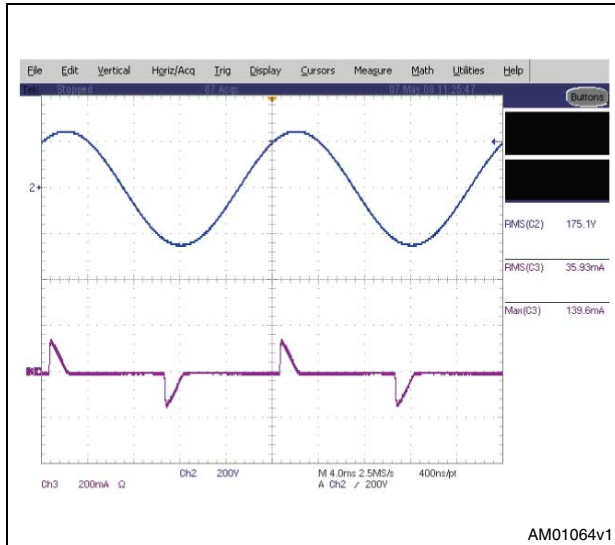 File Edit Vertical Horiz/Acq Trig Display Cursors Measure Math Utilities Help
Tek Stopped 87 Acqs 07 May 08 11:25:47 Buttons
2
RMS(C2) 175.1V
RMS(C3) 35.93mA
Max(C3) 139.6mA
Ch2 200V M 4.0ms 2.5MS/s 400ns/pt
Ch3 200mA Ω A Ch2 / 200V
AM01064v1